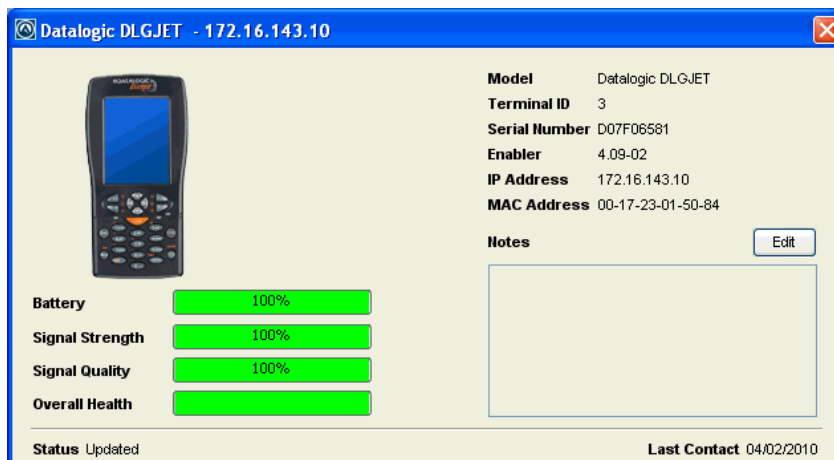 Datalogic DLGJET - 172.16.143.10
DATALOGIC
Model Datalogic DLGJET
Terminal ID 3
Serial Number D07F06581
Enabler 4.09-02
IP Address 172.16.143.10
MAC Address 00-17-23-01-50-84
Notes Edit
Battery 100%
Signal Strength 100%
Signal Quality 100%
Overall Health
Status Updated
Last Contact 04/02/2010